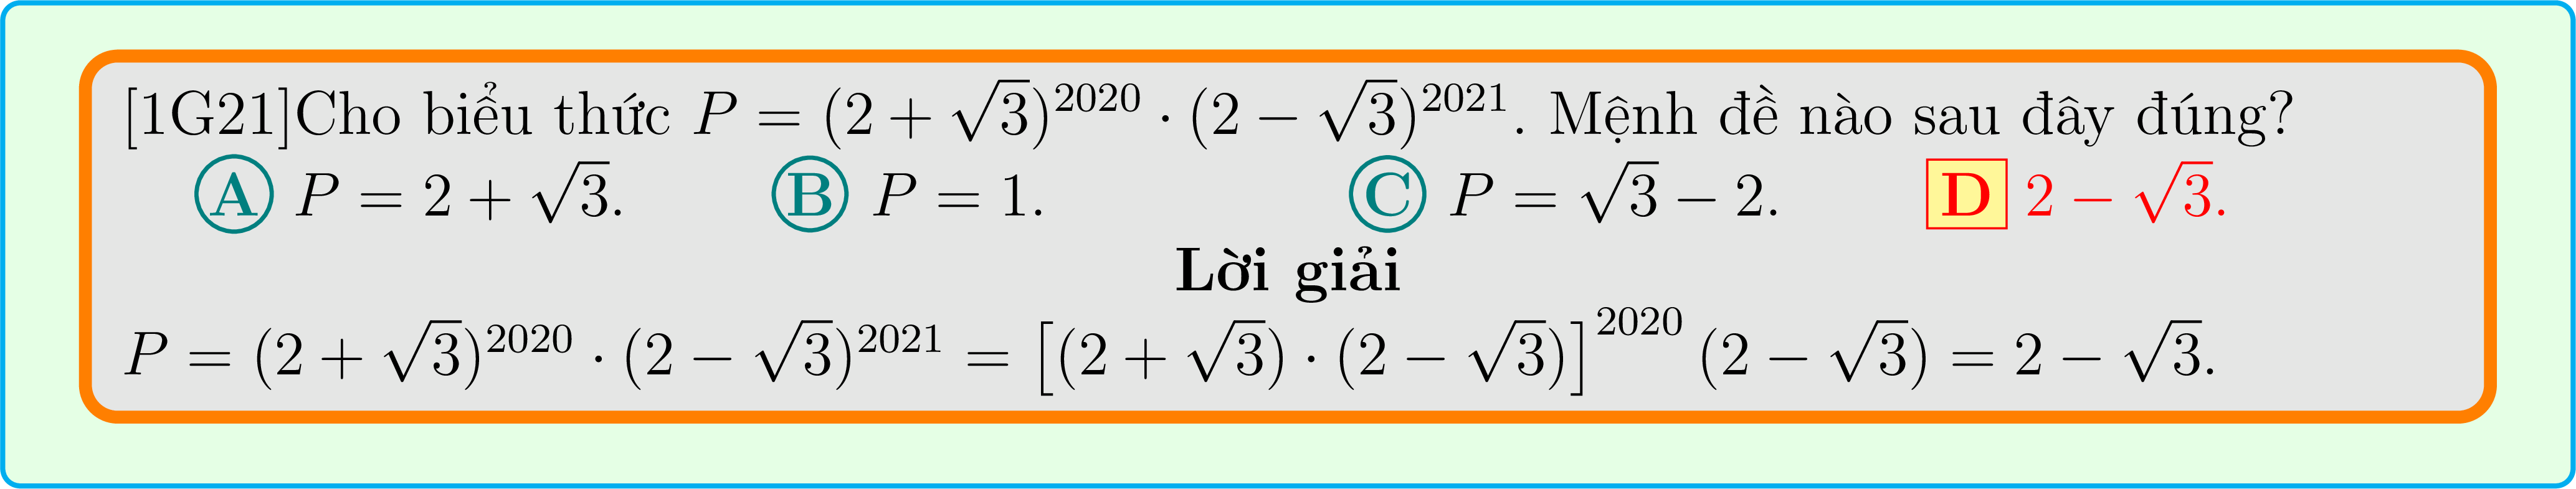 [1G21]Cho biểu thức $P = (2 + \sqrt{3})^{2020} \cdot (2 - \sqrt{3})^{2021}$. Mệnh đề nào sau đây đúng?
A $P = 2 + \sqrt{3}$. B $P = 1$. C $P = \sqrt{3} - 2$. D $2 - \sqrt{3}$.
Lời giải
$P = (2 + \sqrt{3})^{2020} \cdot (2 - \sqrt{3})^{2021} = \left[(2 + \sqrt{3}) \cdot (2 - \sqrt{3})\right]^{2020} (2 - \sqrt{3}) = 2 - \sqrt{3}$.